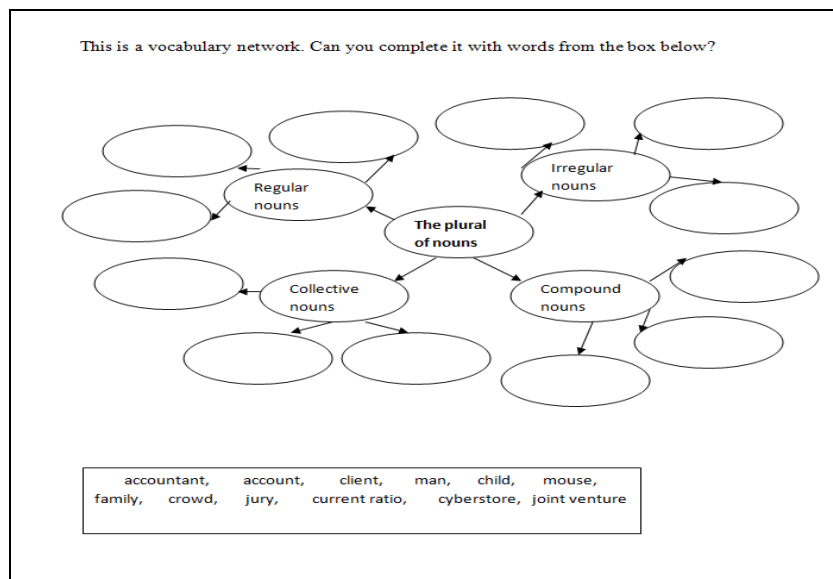 This is a vocabulary network. Can you complete it with words from the box below?
Regular
nouns
Irregular
nouns
The plural
of nouns
Collective
nouns
Compound
nouns
accountant, account, client, man, child, mouse,
family, crowd, jury, current ratio, cyberstore, joint venture